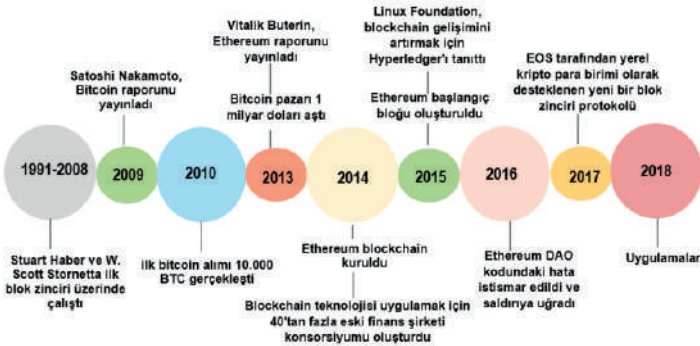 Vitalik Buterin,
Ethereum raporunu
yayınladı
Linux Foundation,
blockchain gelişimini
artırmak için
Hyperledger'ı tanıttı
Satoshi Nakamoto,
Bitcoin raporunu
yayınladı
Bitcoin pazarı 1
milyar doları aştı
Ethereum başlangıç
bloğu oluşturuldu
EOS tarafından yerel
kripto para birimi olarak
desteklenen yeni bir blok
zinciri protokolü
1991-2008
2009
2010
2013
2014
2015
2016
2017
2018
Stuart Haber ve W.
Scott Stornetta ilk
blok zinciri üzerinde
çalıştı
ilk bitcoin alımı 10.000
BTC gerçekleşti
Ethereum blockchain
kuruldu
Blockchain teknolojisi uygulamak için
40'tan fazla eski finans şirketi
konsorsiyumu oluşturdu
Ethereum DAO
kodundaki hata
istismar edildi ve
saldırıya uğradı
Uygulamalar